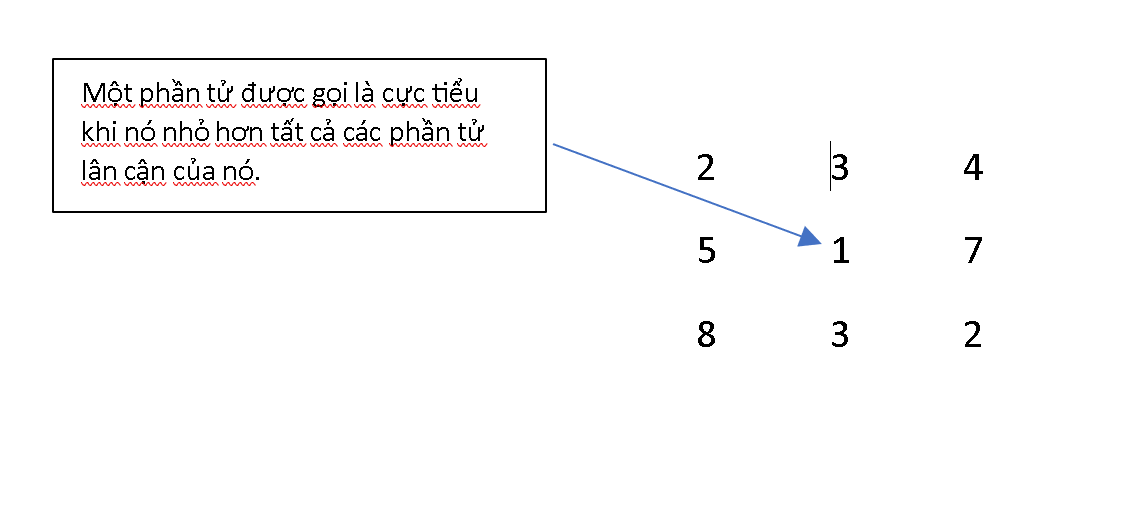 Một phần tử được gọi là cực tiểu
khi nó nhỏ hơn tất cả các phần tử
lân cận của nó.
2 3 4
5 1 7
8 3 2